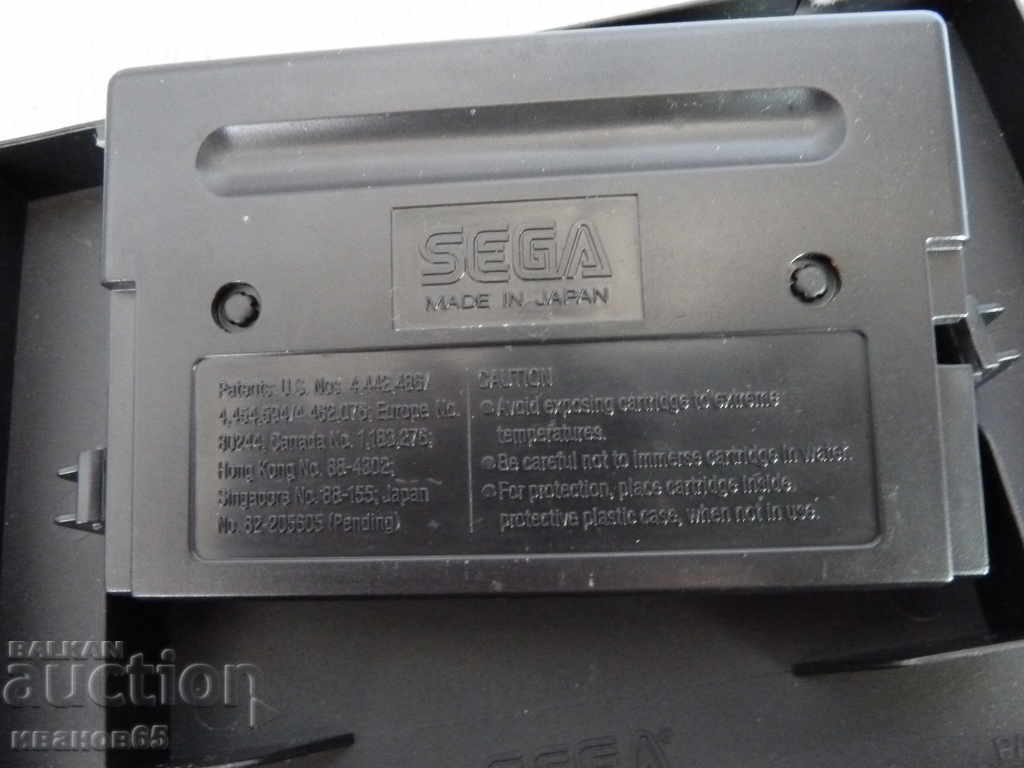 SEGA
MADE IN JAPAN
Patents: U.S. Nos 4,442,486/
4,454,594/4,462,076; Europe No.
80244; Canada No. 1,183,276;
Hong Kong No. 88-4302;
Singapore No. 88-155; Japan
No. 82-205605 (Pending)
CAUTION
Avoid exposing cartridge to extreme
temperatures.
Be careful not to immerse cartridge in water.
For protection, place cartridge inside
protective plastic case, when not in use.
SEGA®
BALKAN
auction
иванов65